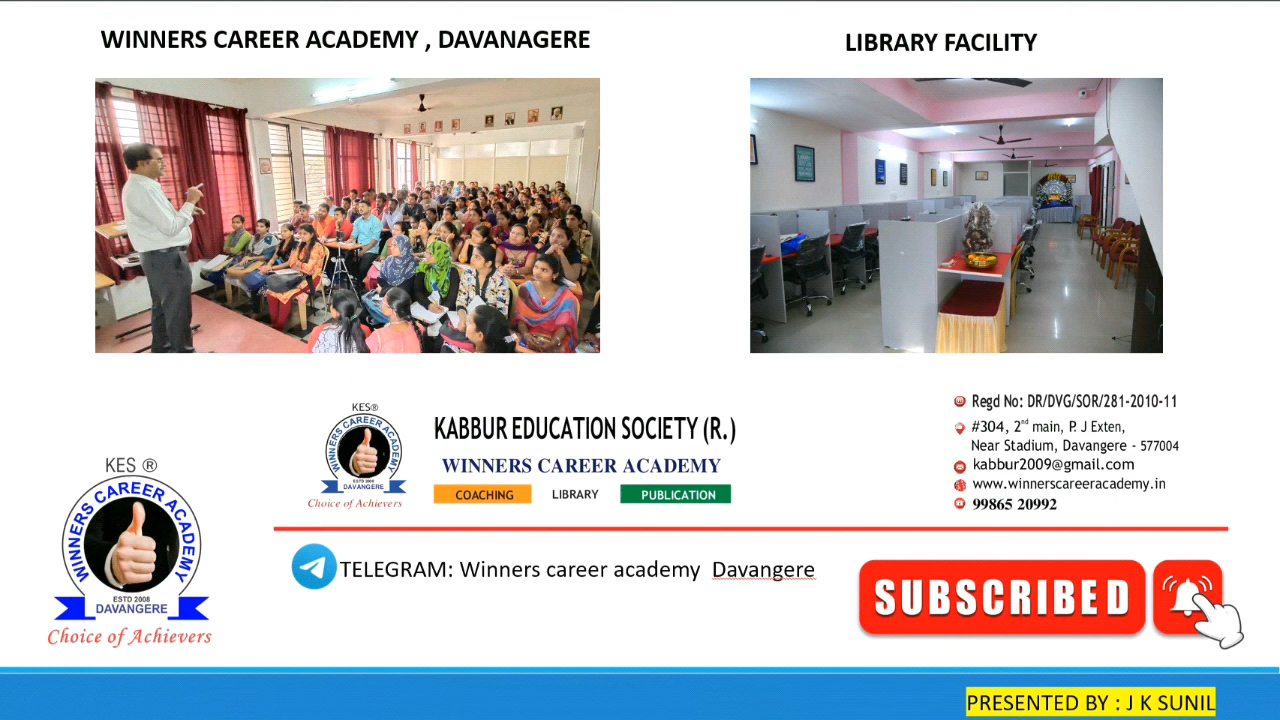 WINNERS CAREER ACADEMY , DAVANAGERE
LIBRARY FACILITY
KES®
WINNERS CAREER ACADEMY
ESTD 2008
DAVANGERE
Choice of Achievers
KABBUR EDUCATION SOCIETY (R.)
WINNERS CAREER ACADEMY
COACHING LIBRARY PUBLICATION
Regd No: DR/DVG/SOR/281-2010-11
#304, 2nd main, P. J Exten,
Near Stadium, Davangere - 577004
kabbur2009@gmail.com
www.winnerscareeracademy.in
99865 20992
KES ®
WINNERS CAREER ACADEMY
ESTD 2008
DAVANGERE
Choice of Achievers
TELEGRAM: Winners career academy Davangere
SUBSCRIBED
PRESENTED BY : J K SUNIL